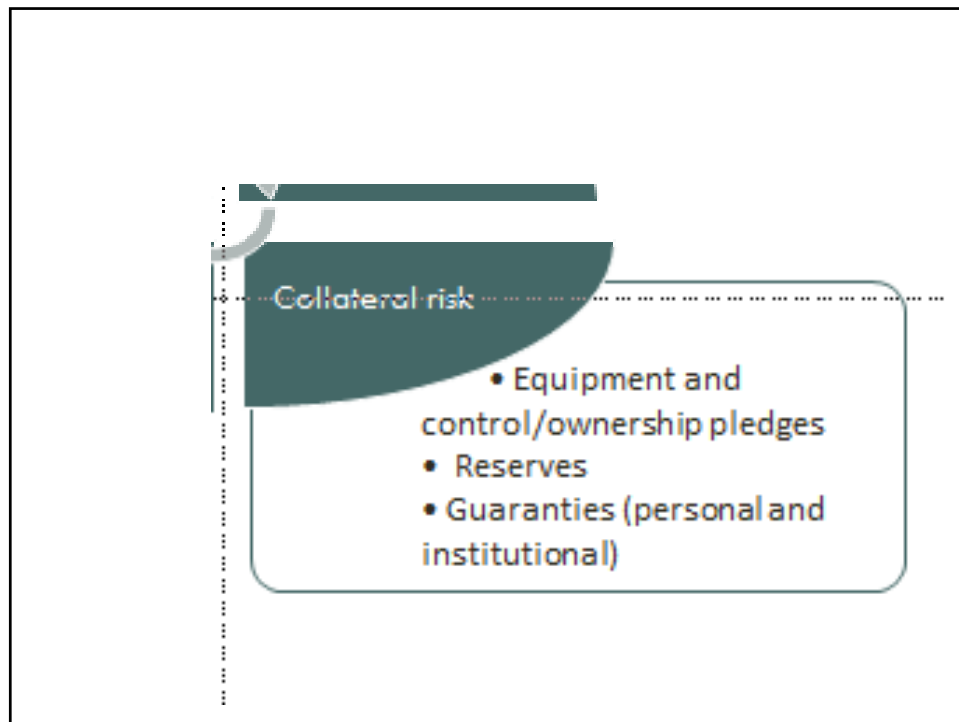 Collateral risk
• Equipment and
control/ownership pledges
• Reserves
• Guaranties (personal and
institutional)